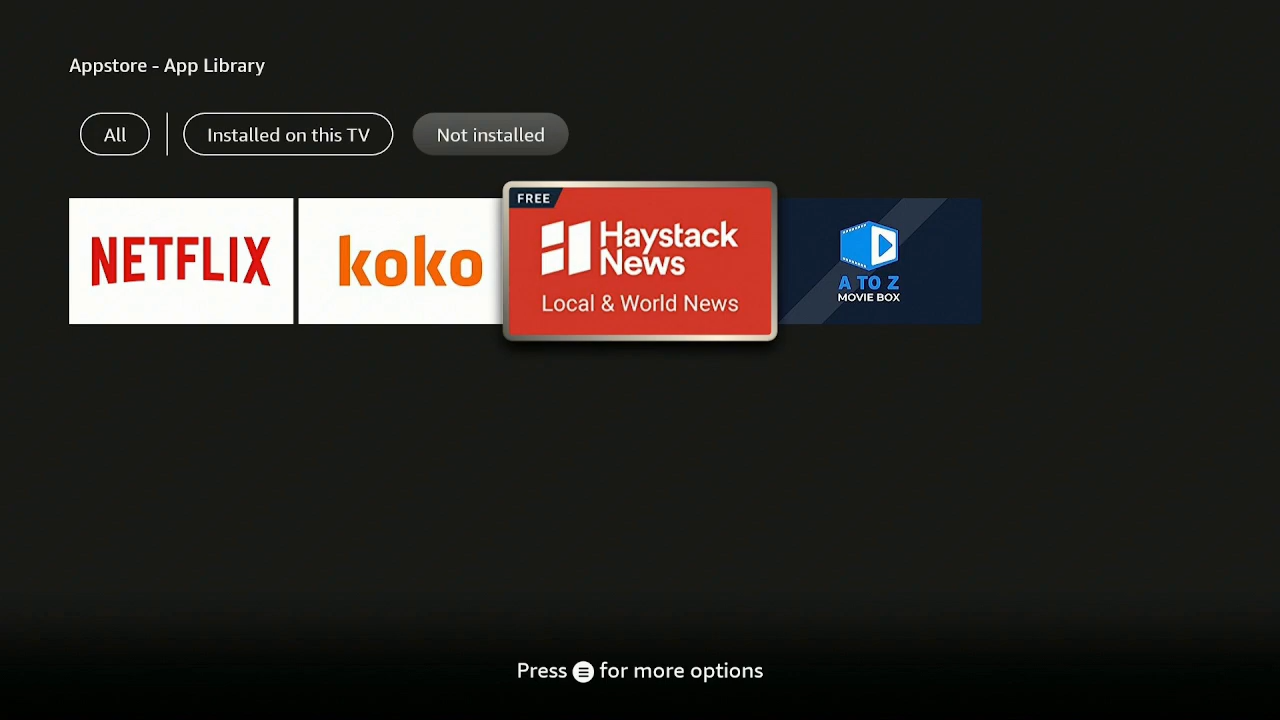 Appstore - App Library
All
Installed on this TV
Not installed
NETFLIX
koko
FREE
Haystack
News
Local & World News
A TO Z
MOVIE BOX
Press for more options